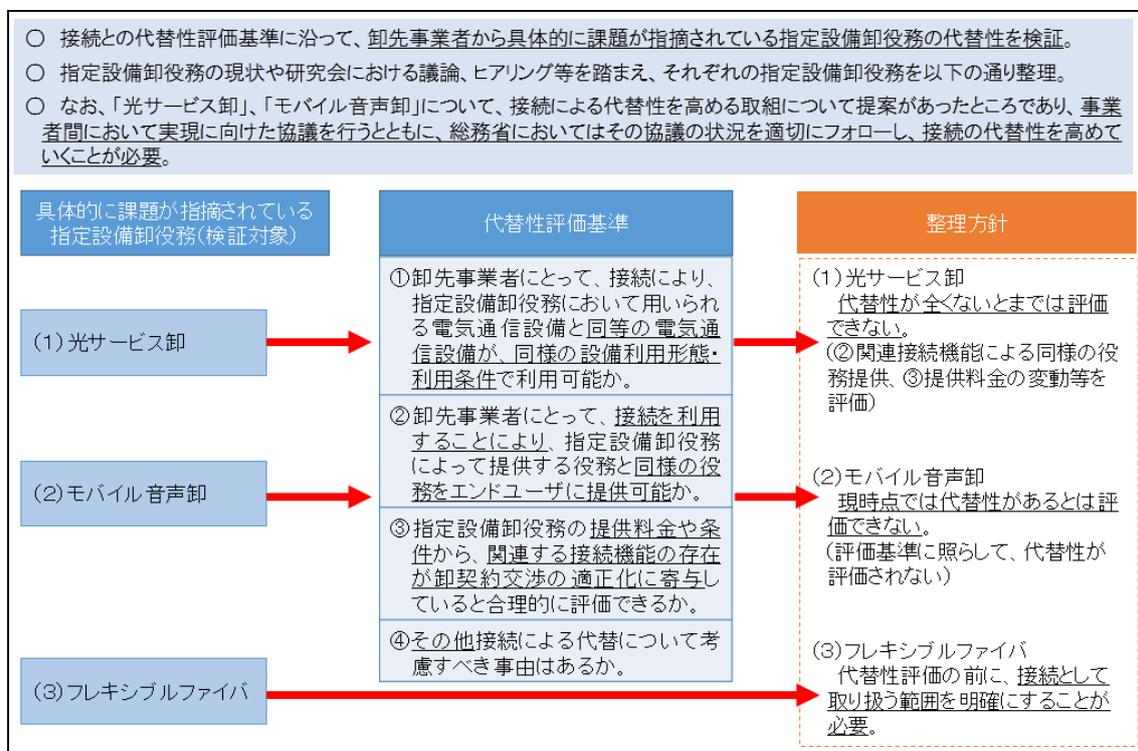 ○ 接続との代替性評価基準に沿って、卸先事業者から具体的に課題が指摘されている指定設備卸役務の代替性を検証。
○ 指定設備卸役務の現状や研究会における議論、ヒアリング等を踏まえ、それぞれの指定設備卸役務を以下の通り整理。
○ なお、「光サービス卸」、「モバイル音声卸」について、接続による代替性を高める取組について提案があったところであり、事業
者間において実現に向けた協議を行うとともに、総務省においてはその協議の状況を適切にフォローし、接続の代替性を高めて
いくことが必要。
具体的に課題が指摘されている
指定設備卸役務(検証対象)
(1)光サービス卸
(2)モバイル音声卸
(3)フレキシブルファイバ
代替性評価基準
①卸先事業者にとって、接続により、
指定設備卸役務において用いられ
る電気通信設備と同等の電気通
信設備が、同様の設備利用形態・
利用条件で利用可能か。
②卸先事業者にとって、接続を利用
することにより、指定設備卸役務
によって提供する役務と同様の役
務をエンドユーザに提供可能か。
③指定設備卸役務の提供料金や条
件から、関連する接続機能の存在
が卸契約交渉の適正化に寄与し
ていると合理的に評価できるか。
④その他接続による代替について考
慮すべき事由はあるか。
整理方針
(1)光サービス卸
代替性が全くないとまでは評価
できない。
(②関連接続機能による同様の役
務提供、③提供料金の変動等を
評価)
(2)モバイル音声卸
現時点では代替性があるとは評
価できない。
(評価基準に照らして、代替性が
評価されない)
(3)フレキシブルファイバ
代替性評価の前に、接続として
取り扱う範囲を明確にすることが
必要。